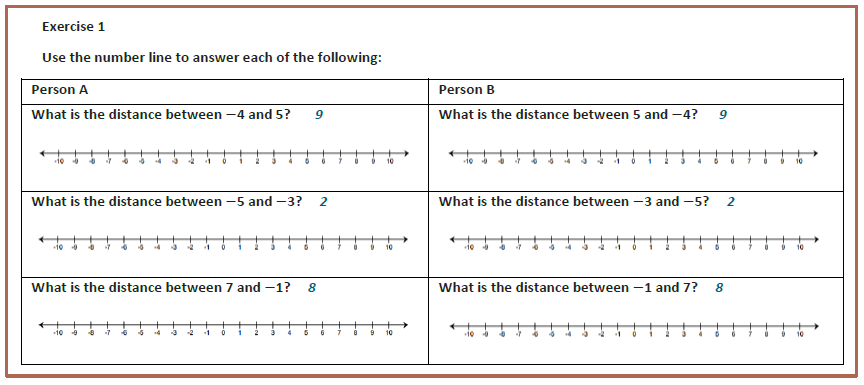 Exercise 1
Use the number line to answer each of the following:
Person A
Person B
What is the distance between −4 and 5? 9
What is the distance between 5 and −4? 9
-10 -9 -8 -7 -6 -5 -4 -3 -2 -1 0 1 2 3 4 5 6 7 8 9 10
-10 -9 -8 -7 -6 -5 -4 -3 -2 -1 0 1 2 3 4 5 6 7 8 9 10
What is the distance between −5 and −3? 2
What is the distance between −3 and −5? 2
-10 -9 -8 -7 -6 -5 -4 -3 -2 -1 0 1 2 3 4 5 6 7 8 9 10
-10 -9 -8 -7 -6 -5 -4 -3 -2 -1 0 1 2 3 4 5 6 7 8 9 10
What is the distance between 7 and −1? 8
What is the distance between −1 and 7? 8
-10 -9 -8 -7 -6 -5 -4 -3 -2 -1 0 1 2 3 4 5 6 7 8 9 10
-10 -9 -8 -7 -6 -5 -4 -3 -2 -1 0 1 2 3 4 5 6 7 8 9 10